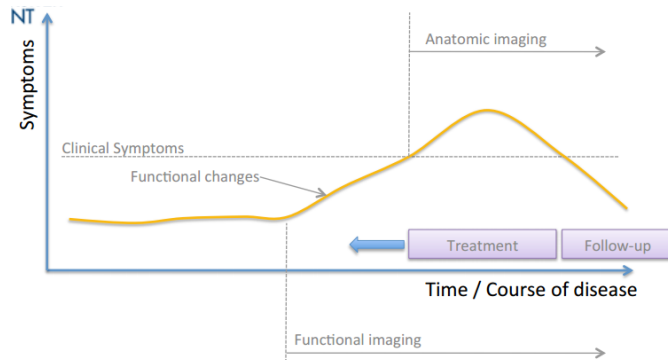 NT
Symptoms
Anatomic imaging
Clinical Symptoms
Functional changes
Treatment
Follow-up
Time / Course of disease
Functional imaging